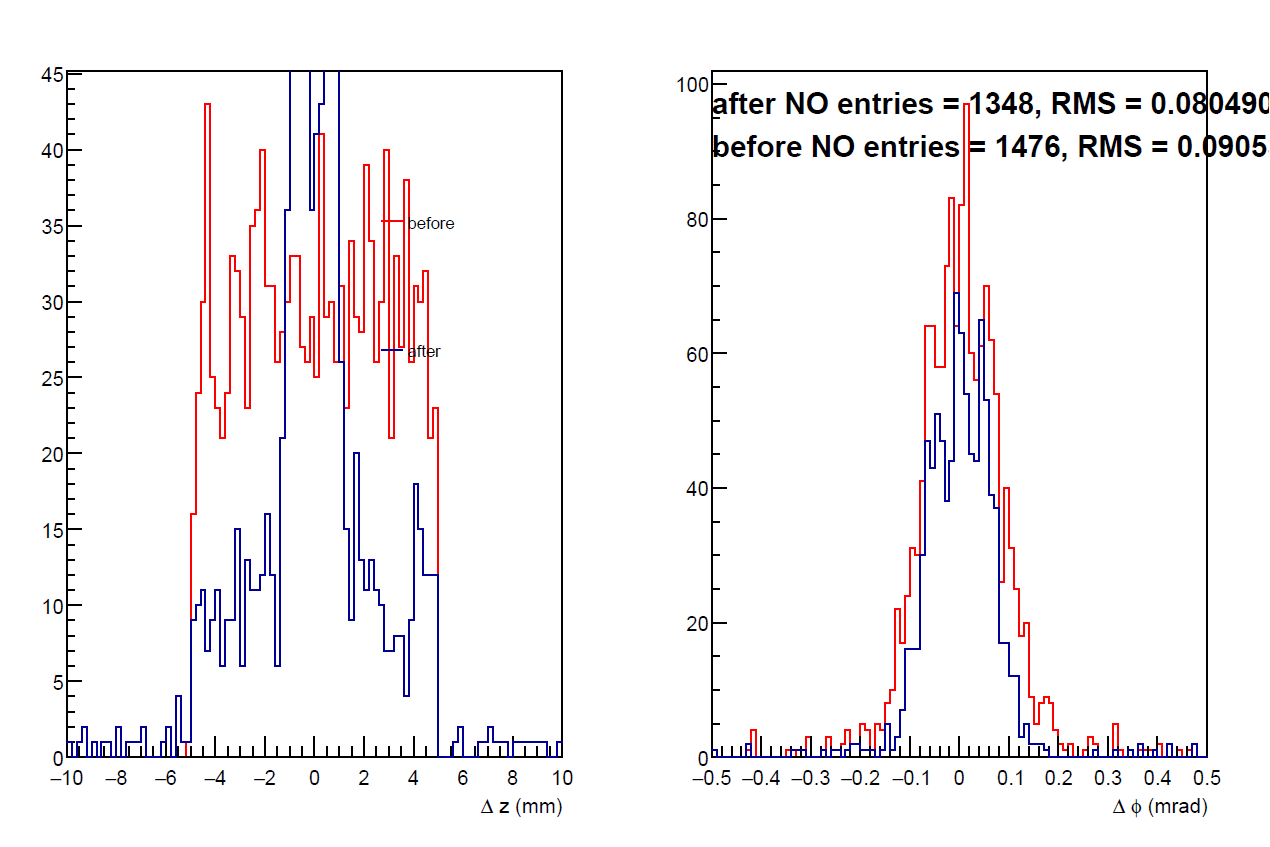 45
40
35
30
25
20
15
10
5
0
before
after
−10 −8 −6 −4 −2 0 2 4 6 8 10
Δ z (mm)
after NO entries = 1348, RMS = 0.080490
before NO entries = 1476, RMS = 0.0905
100
80
60
40
20
0
−0.5 −0.4 −0.3 −0.2 −0.1 0 0.1 0.2 0.3 0.4 0.5
Δ ϕ (mrad)